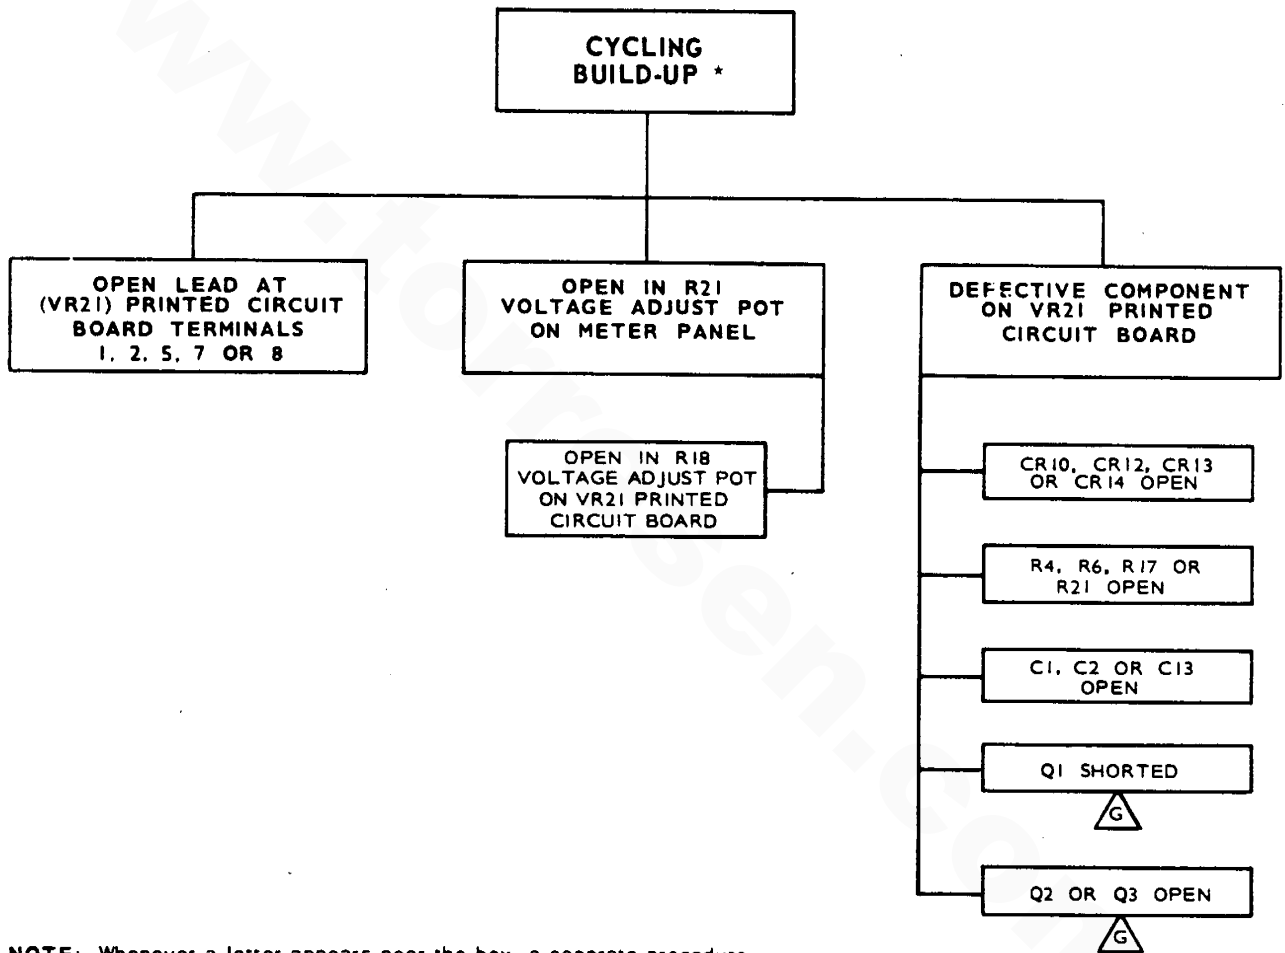 CYCLING
BUILD-UP *
OPEN LEAD AT
(VR21) PRINTED CIRCUIT
BOARD TERMINALS
1, 2, 5, 7 OR 8
OPEN IN R21
VOLTAGE ADJUST POT
ON METER PANEL
DEFECTIVE COMPONENT
ON VR21 PRINTED
CIRCUIT BOARD
OPEN IN R18
VOLTAGE ADJUST POT
ON VR21 PRINTED
CIRCUIT BOARD
CR10, CR12, CR13
OR CR14 OPEN
R4, R6, R17 OR
R21 OPEN
C1, C2 OR C13
OPEN
Q1 SHORTED
G
Q2 OR Q3 OPEN
G
NOTE: Whenever a letter appears near the box, a separate procedure
www.torrsen.com